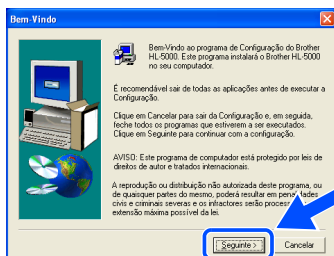 Bem-Vindo
Bem-Vindo ao programa de Configuração do Brother
HL-5000. Este programa instalará o Brother HL-5000
no seu computador.
É recomendável sair de todas as aplicações antes de executar a
Configuração.
Clique em Cancelar para sair da Configuração e, em seguida,
feche todos os programas que estiverem a ser executados.
Clique em Seguinte para continuar com a configuração.
AVISO: Este programa de computador está protegido por leis de
direitos de autor e tratados internacionais.
A reprodução ou distribuição não autorizada deste programa, ou
de quaisquer partes do mesmo, poderá resultar em penalidades
civis e criminais severas e os infractores serão
extensão máxima possível da lei.
Seguinte >
Cancelar